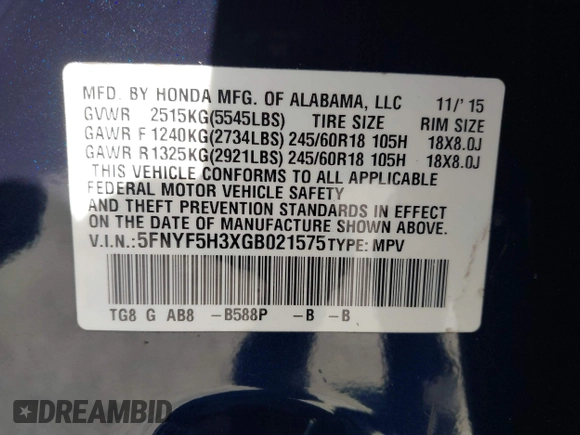 MFD. BY HONDA MFG. OF ALABAMA, LLC 11/' 15
GVWR 2515KG(5545LBS) TIRE SIZE RIM SIZE
GAWR F 1240KG(2734LBS) 245/60R18 105H 18X8.0J
GAWR R1325KG(2921LBS) 245/60R18 105H 18X8.0J
THIS VEHICLE CONFORMS TO ALL APPLICABLE
FEDERAL MOTOR VEHICLE SAFETY
AND THEFT PREVENTION STANDARDS IN EFFECT
ON THE DATE OF MANUFACTURE SHOWN ABOVE.
V.I.N.:5FNYF5H3XGB021575TYPE: MPV
TG8 G AB8 -B588P -B -B
DREAMBID